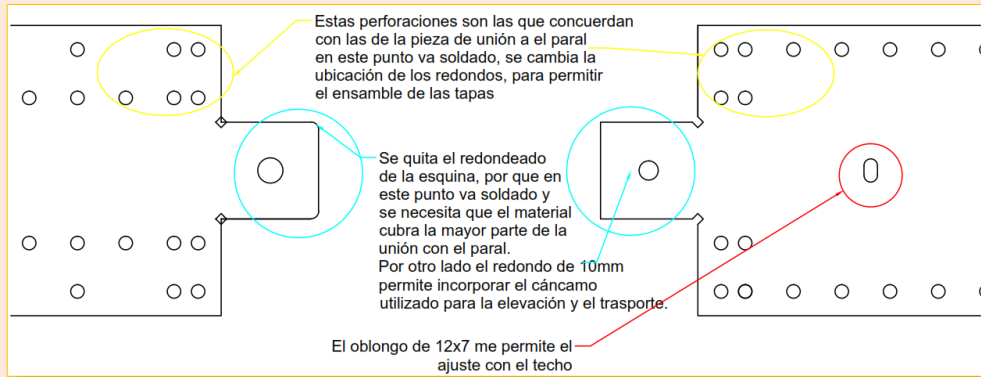 Estas perforaciones son las que concuerdan
con las de la pieza de unión a el paral
en este punto va soldado, se cambia la
ubicación de los redondos, para permitir
el ensamble de las tapas
Se quita el redondeado
de la esquina, por que en
este punto va soldado y
se necesita que el material
cubra la mayor parte de la
unión con el paral.
Por otro lado el redondo de 10mm
permite incorporar el cáncamo
utilizado para la elevación y el trasporte.
El oblongo de 12x7 me permite el
ajuste con el techo